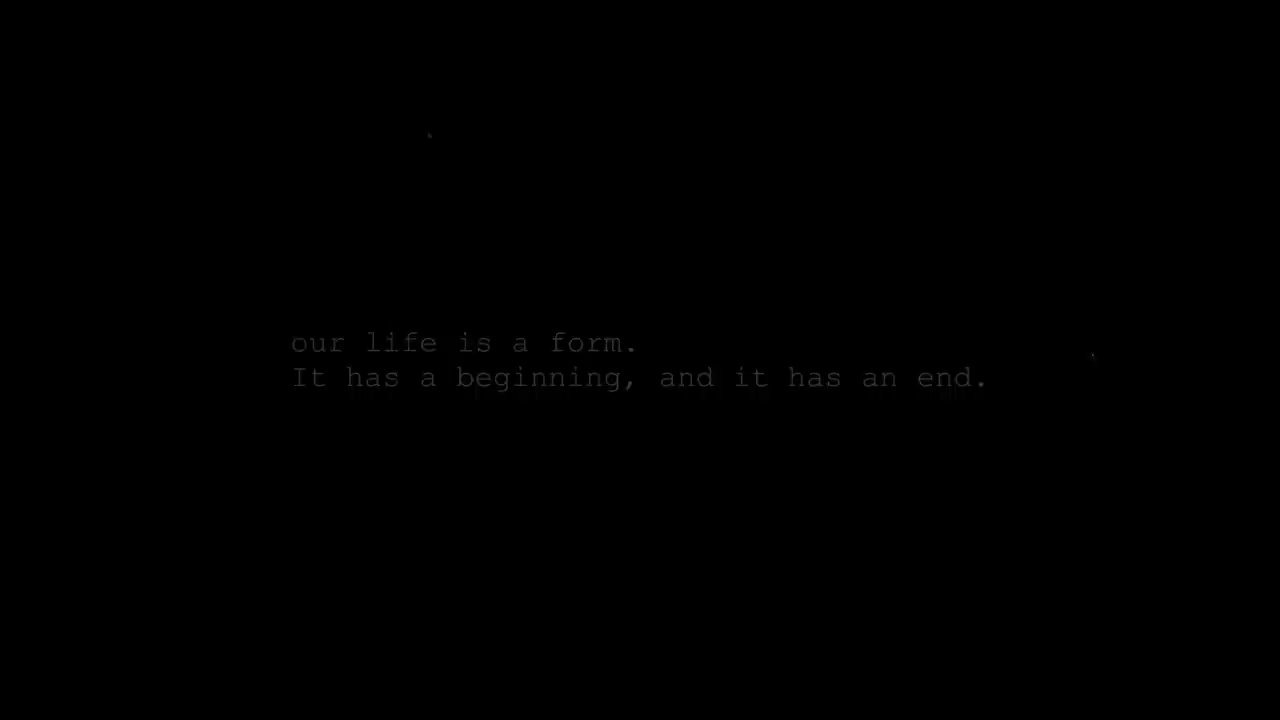 our life is a form.
It has a beginning, and it has an end.